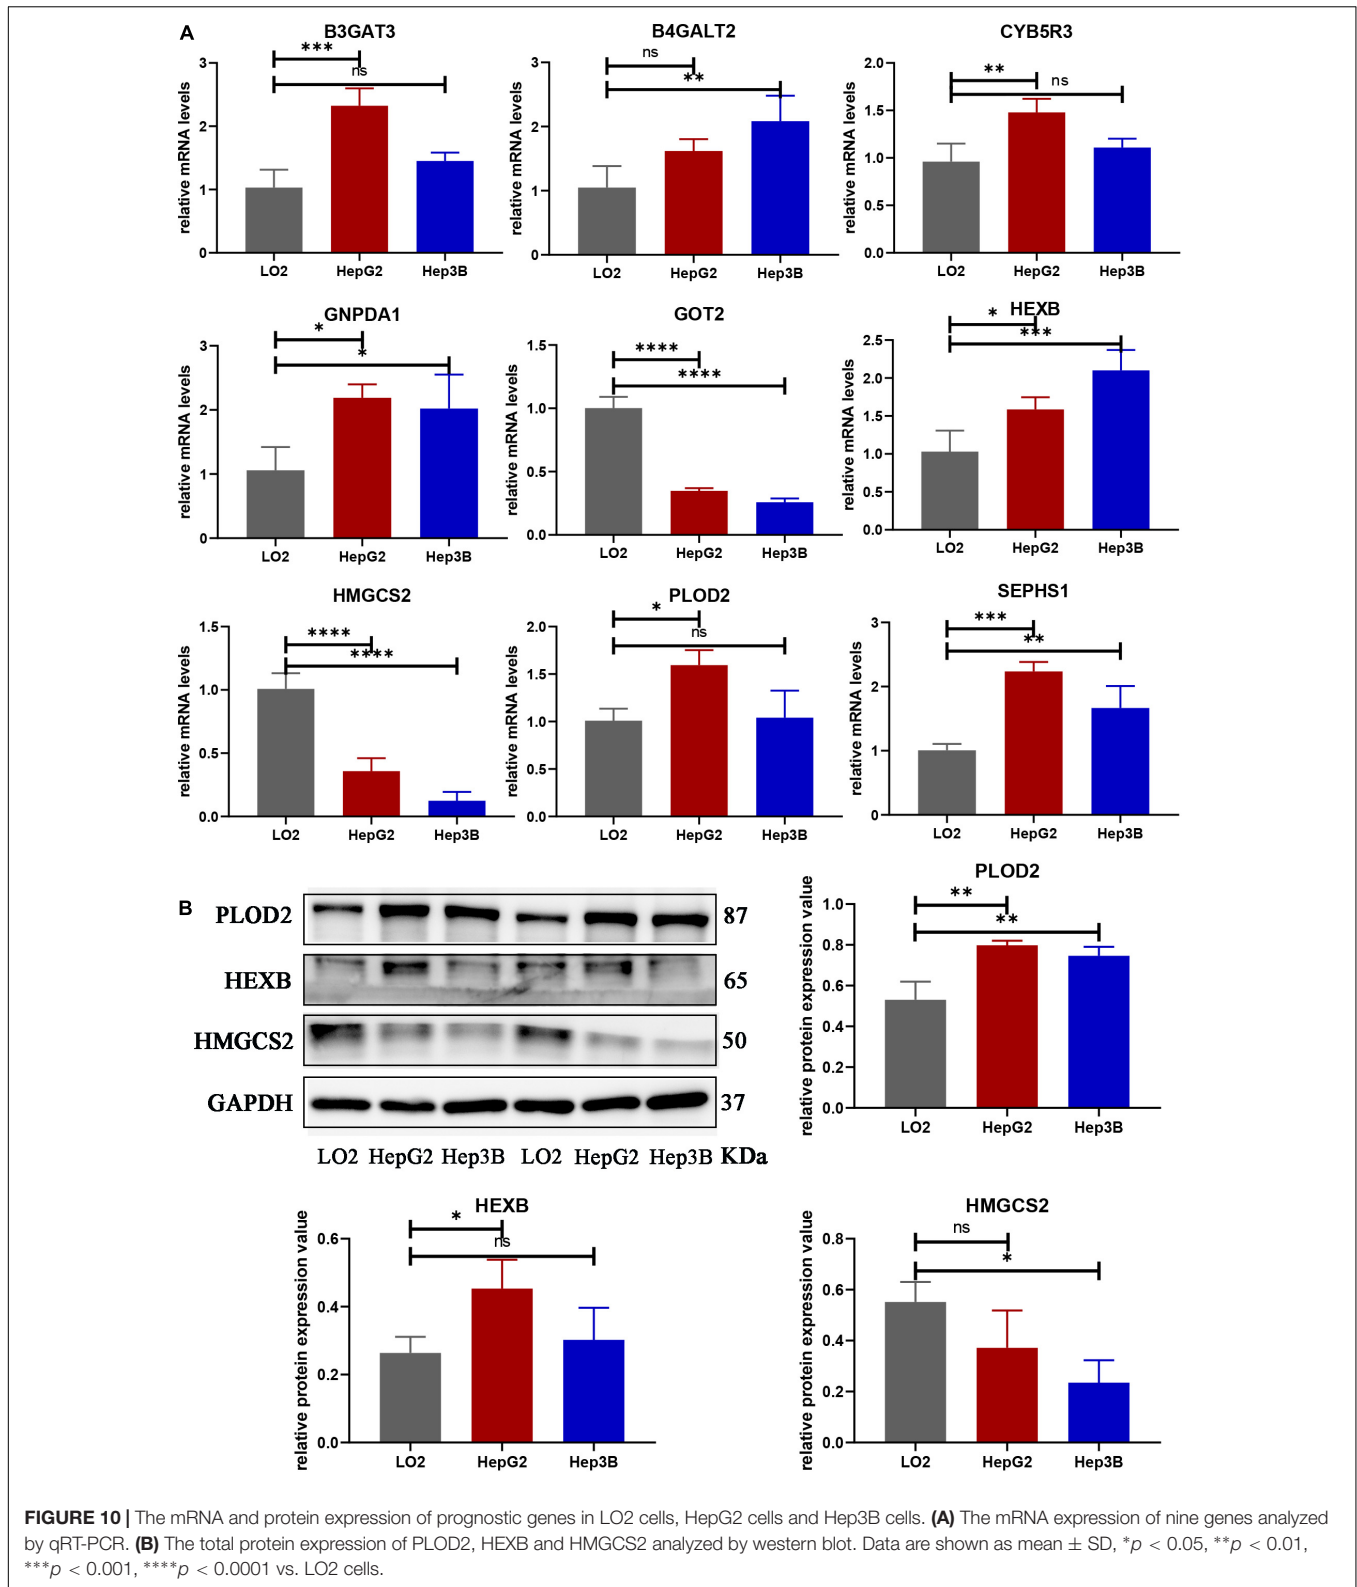 A
B3GAT3
***
ns
relative mRNA levels
3
2
1
0
LO2 HepG2 Hep3B
B4GALT2
ns
**
relative mRNA levels
3
2
1
0
LO2 HepG2 Hep3B
CYB5R3
**
ns
relative mRNA levels
2.0
1.5
1.0
0.5
0.0
LO2 HepG2 Hep3B
GNPDA1
*
*
relative mRNA levels
3
2
1
0
LO2 HepG2 Hep3B
GOT2
****
****
relative mRNA levels
1.5
1.0
0.5
0.0
LO2 HepG2 Hep3B
HEXB
*
***
relative mRNA levels
2.5
2.0
1.5
1.0
0.5
0.0
LO2 HepG2 Hep3B
HMGCS2
****
****
relative mRNA levels
1.5
1.0
0.5
0.0
LO2 HepG2 Hep3B
PLOD2
*
ns
relative mRNA levels
2.0
1.5
1.0
0.5
0.0
LO2 HepG2 Hep3B
SEPHS1
***
**
relative mRNA levels
3
2
1
0
LO2 HepG2 Hep3B
B
PLOD2 87
HEXB 65
HMGCS2 50
GAPDH 37
LO2 HepG2 Hep3B LO2 HepG2 Hep3B KDa
PLOD2
**
**
relative protein expression value
1.0
0.8
0.6
0.4
0.2
0.0
LO2 HepG2 Hep3B
HEXB
*
ns
relative protein expression value
0.6
0.4
0.2
0.0
LO2 HepG2 Hep3B
HMGCS2
ns
*
relative protein expression value
0.8
0.6
0.4
0.2
0.0
LO2 HepG2 Hep3B
FIGURE 10 | The mRNA and protein expression of prognostic genes in LO2 cells, HepG2 cells and Hep3B cells. (A) The mRNA expression of nine genes analyzed
by qRT-PCR. (B) The total protein expression of PLOD2, HEXB and HMGCS2 analyzed by western blot. Data are shown as mean ± SD, *p < 0.05, **p < 0.01,
***p < 0.001, ****p < 0.0001 vs. LO2 cells.